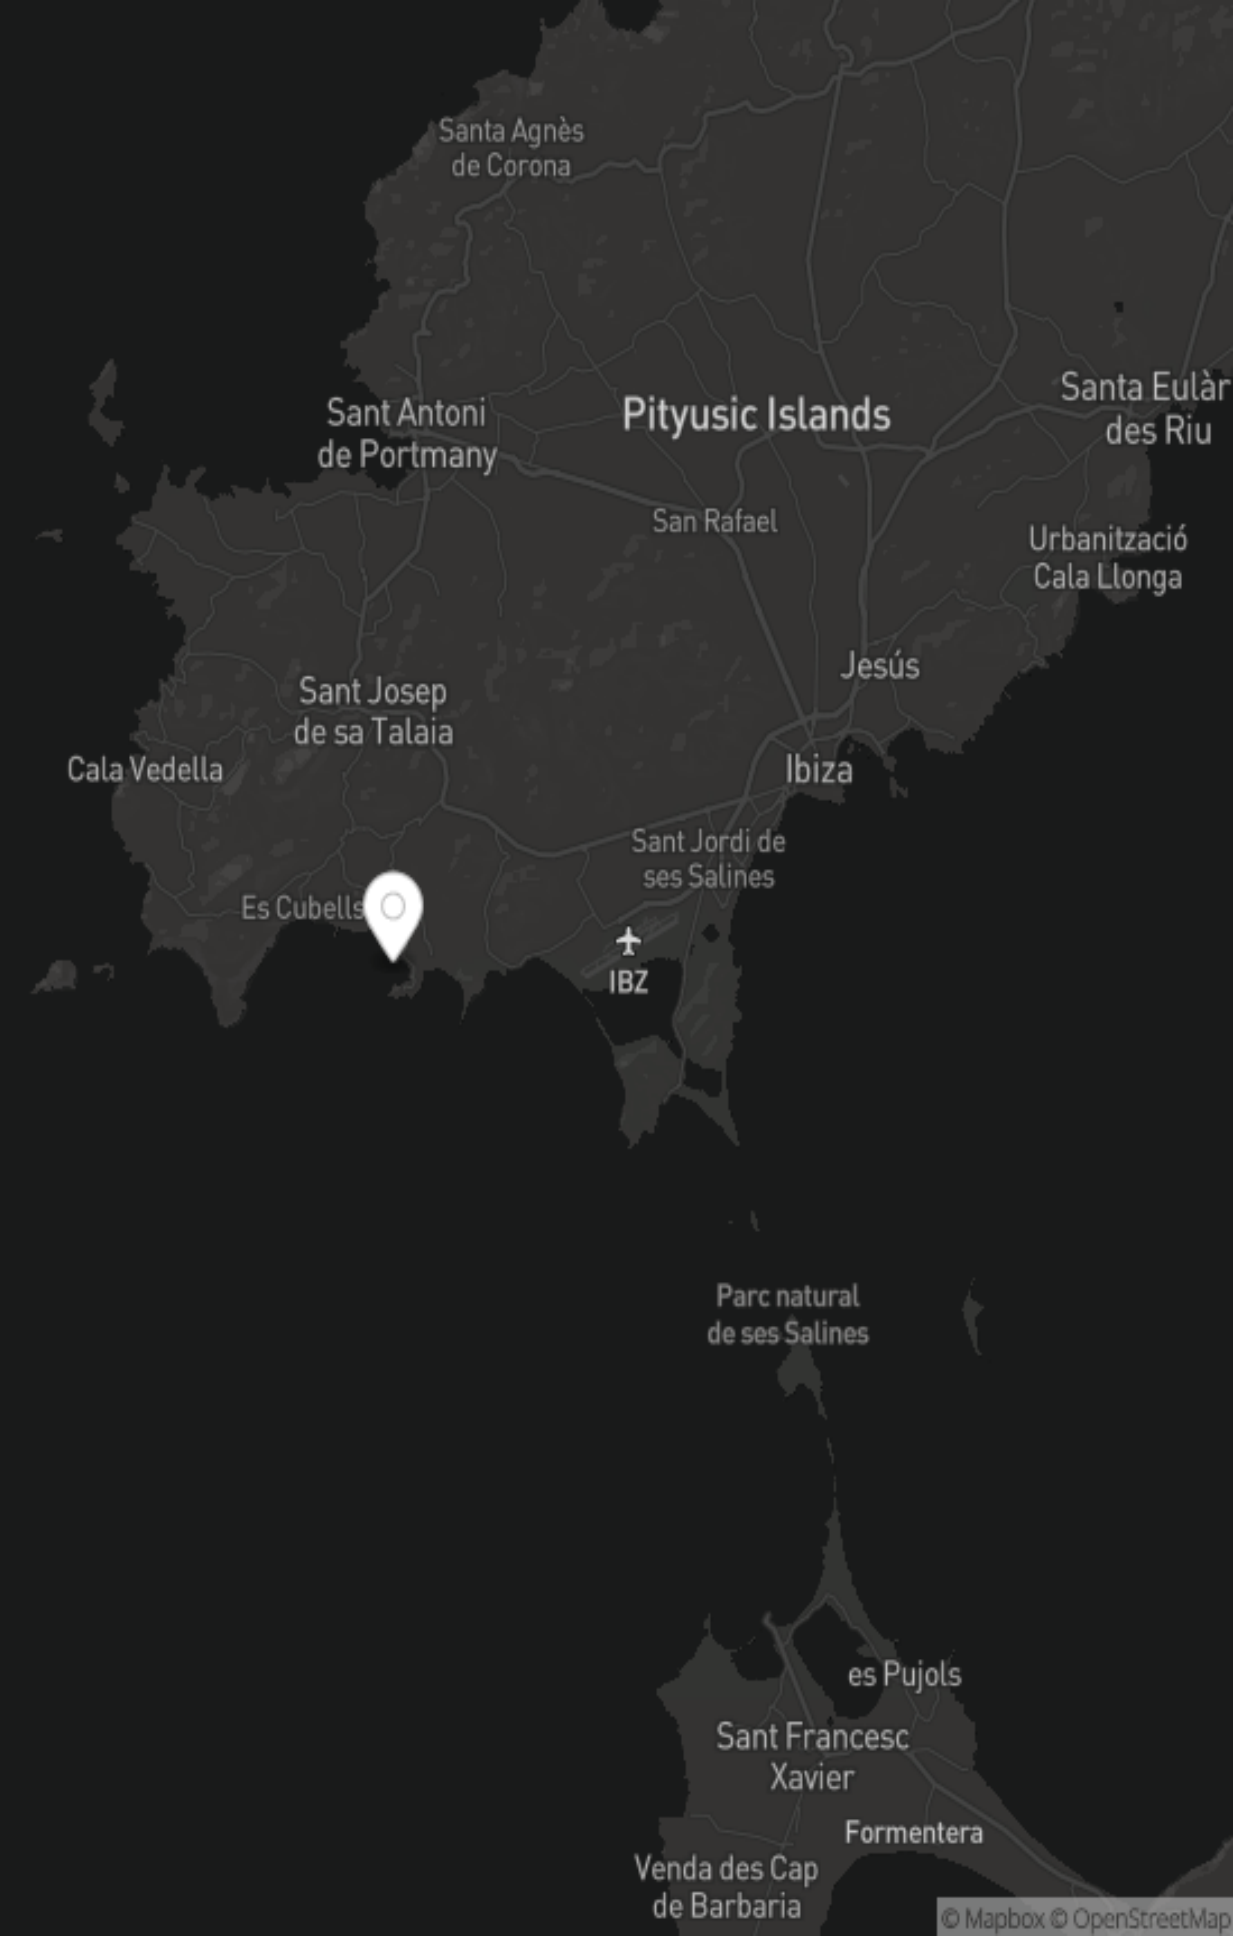 Santa Agnès
de Corona
Sant Antoni
de Portmany
Pityusic Islands
Santa Eulàr
des Riu
San Rafael
Urbanització
Cala Llonga
Jesús
Sant Josep
de sa Talaia
Cala Vedella
Ibiza
Sant Jordi de
ses Salines
Es Cubells
IBZ
Parc natural
de ses Salines
es Pujols
Sant Francesc
Xavier
Formentera
Venda des Cap
de Barbaria
© Mapbox © OpenStreetMap